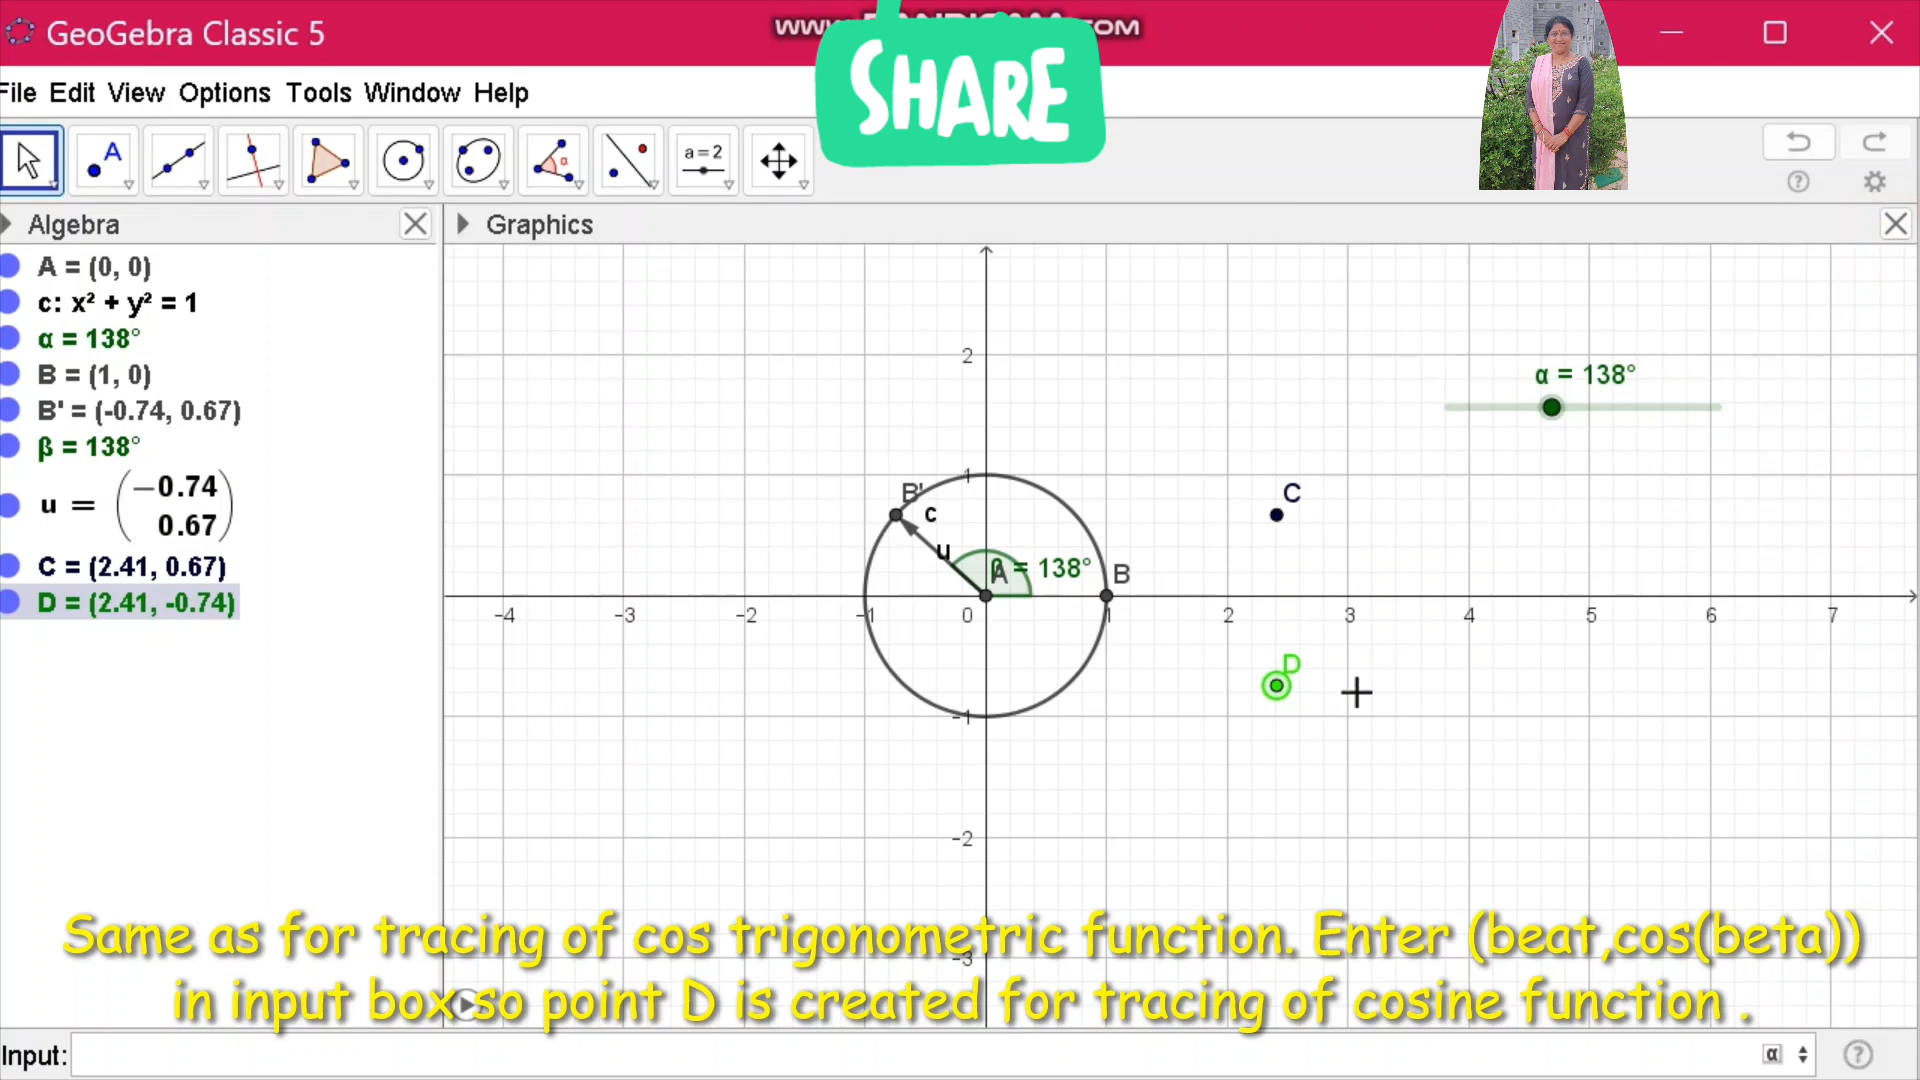 GeoGebra Classic 5
SHARE
File Edit View Options Tools Window Help
A
α
a=2
Algebra
Graphics
A = (0, 0)
c: x² + y² = 1
α = 138°
B = (1, 0)
B' = (-0.74, 0.67)
β = 138°
u = (−0.74
0.67)
C = (2.41, 0.67)
D = (2.41, -0.74)
α = 138°
2
1
B'
c
u
C
β = 138°
A
B
-4 -3 -2 -1 0 1 2 3 4 5 6 7
D
-1
-2
-3
Same as for tracing of cos trigonometric function. Enter (beat,cos(beta))
in input box so point D is created for tracing of cosine function .
Input:
α